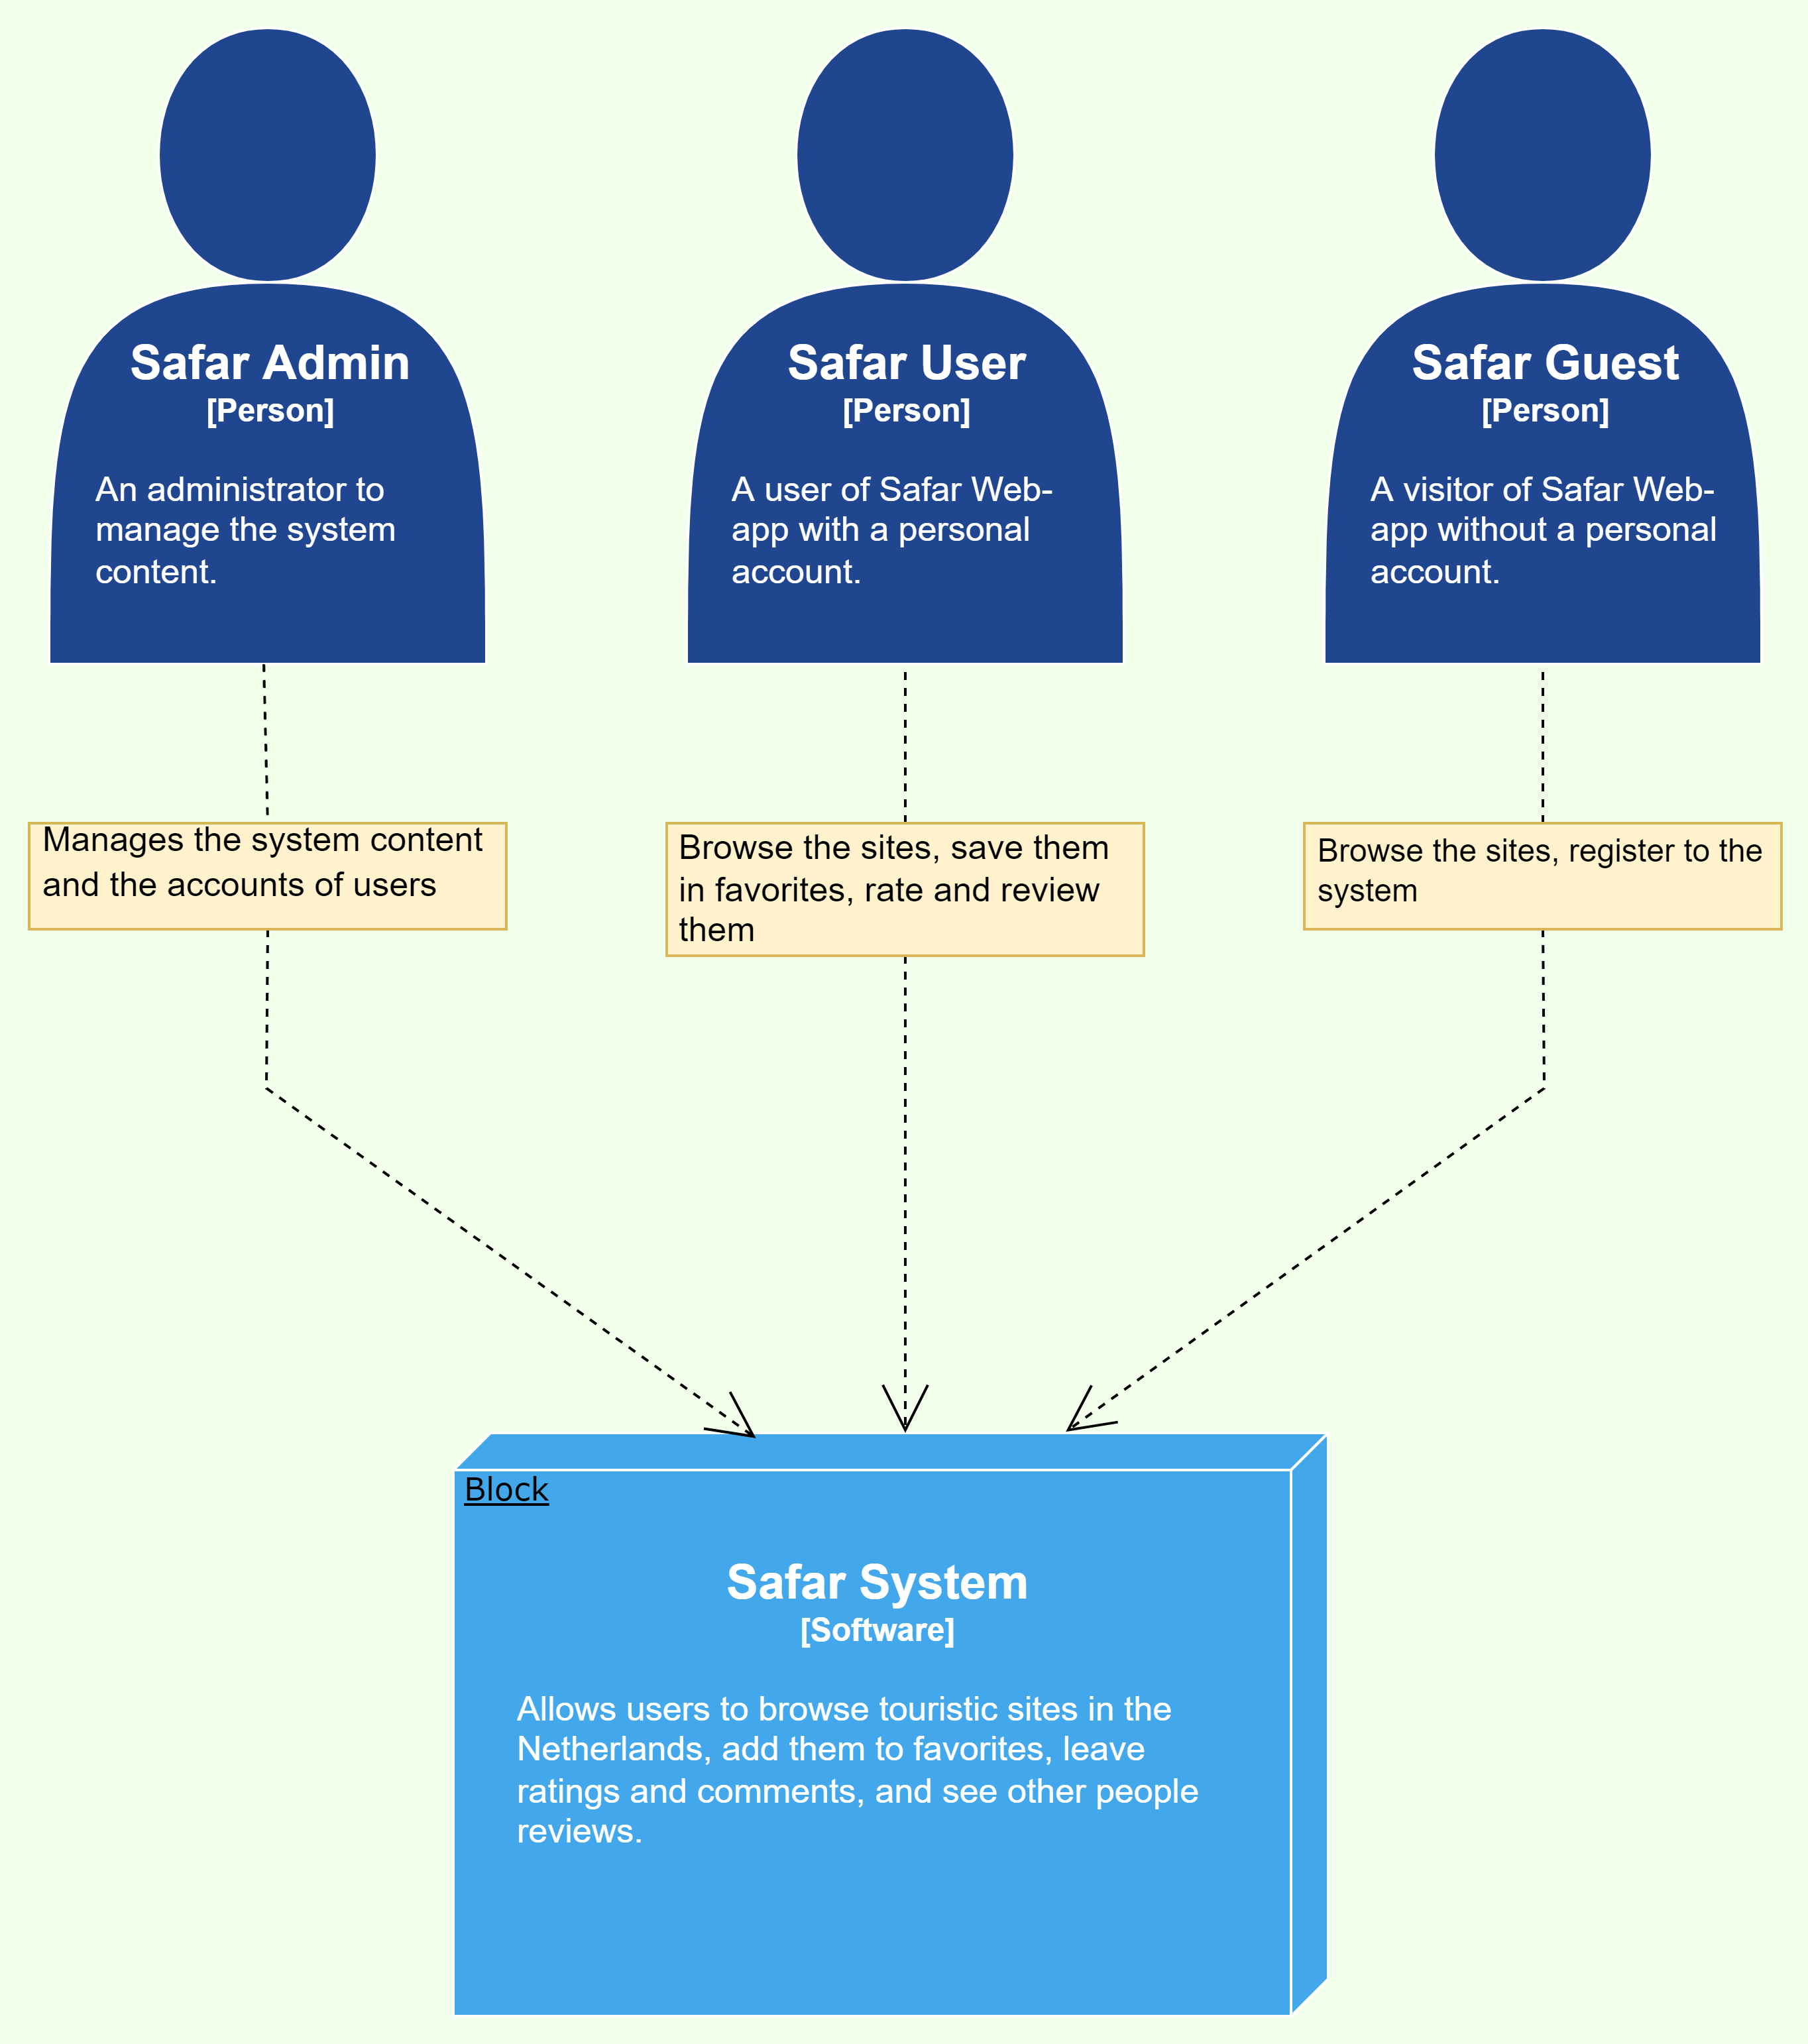 Safar Admin
[Person]
An administrator to
manage the system
content.
Safar User
[Person]
A user of Safar Web-
app with a personal
account.
Safar Guest
[Person]
A visitor of Safar Web-
app without a personal
account.
Manages the system content
and the accounts of users
Browse the sites, save them
in favorites, rate and review
them
Browse the sites, register to the
system
Block
Safar System
[Software]
Allows users to browse touristic sites in the
Netherlands, add them to favorites, leave
ratings and comments, and see other people
reviews.